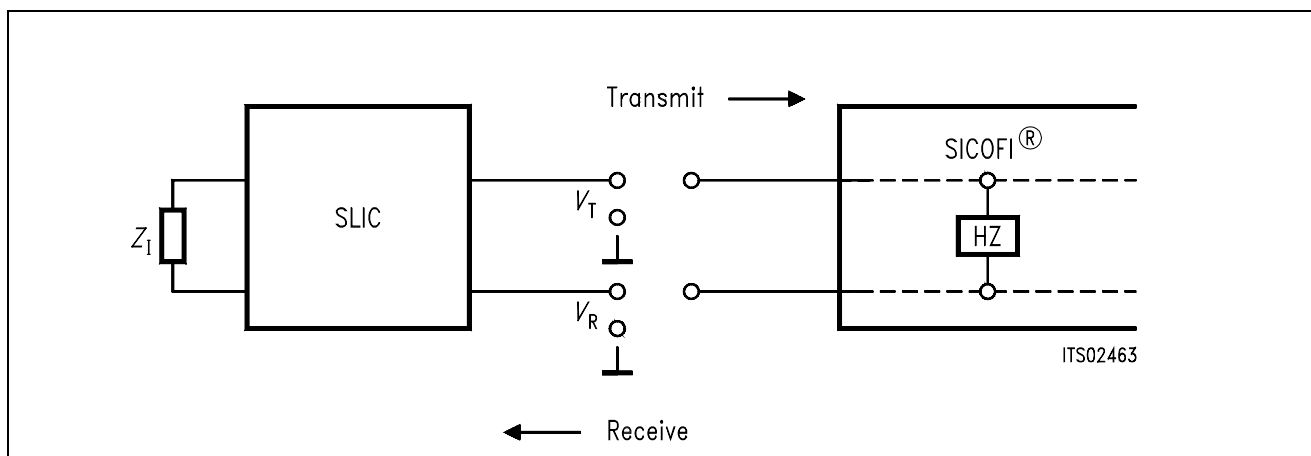 Transmit
SICOFI®
V_T
SLIC
Z_I
HZ
V_R
ITS02463
Receive